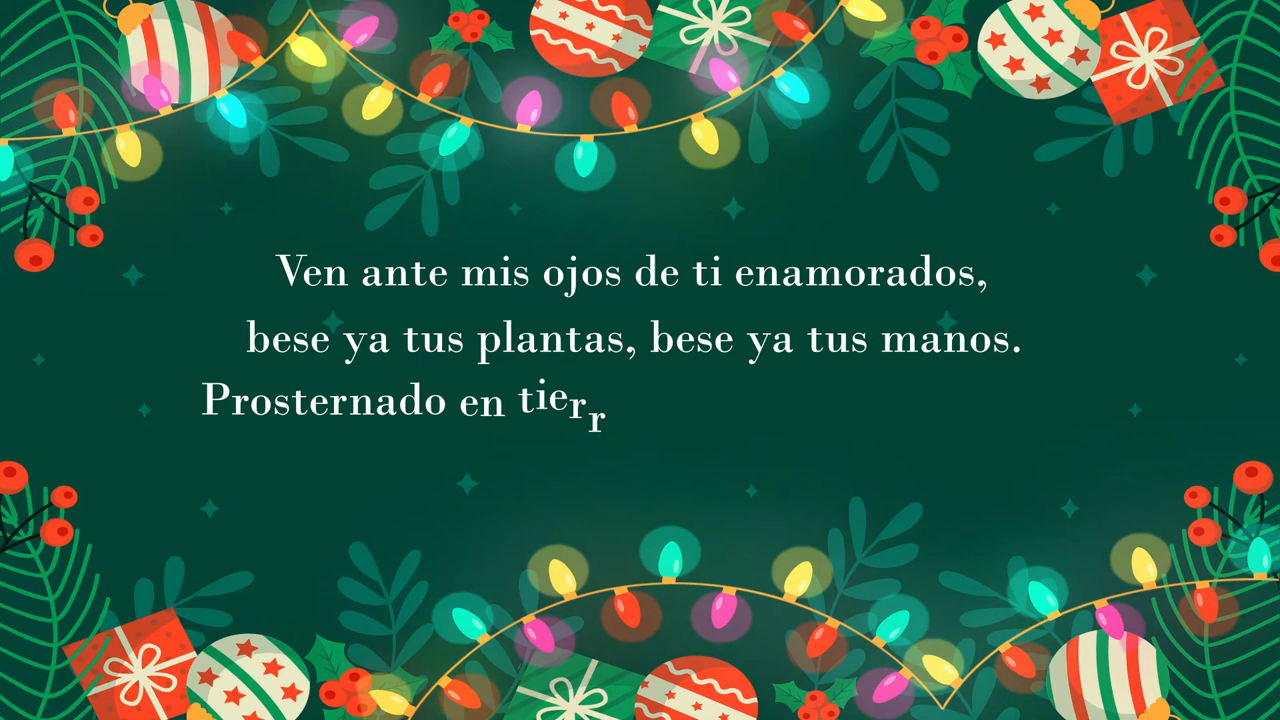 Ven ante mis ojos de ti enamorados,
bese ya tus plantas, bese ya tus manos.
Prosternado en tierr